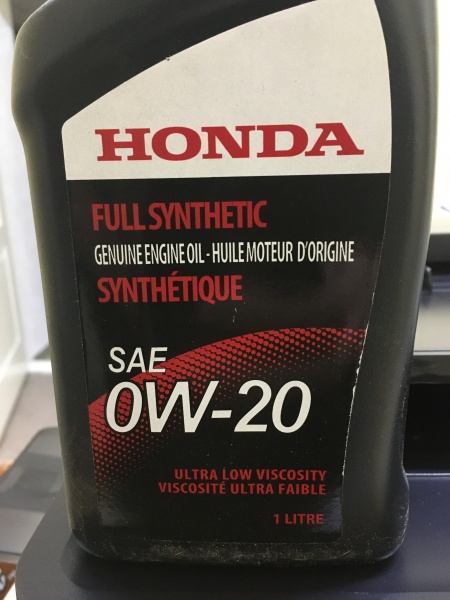 HONDA
FULL SYNTHETIC
GENUINE ENGINE OIL - HUILE MOTEUR D'ORIGINE
SYNTHÉTIQUE
SAE
0W-20
ULTRA LOW VISCOSITY
VISCOSITÉ ULTRA FAIBLE
1 LITRE